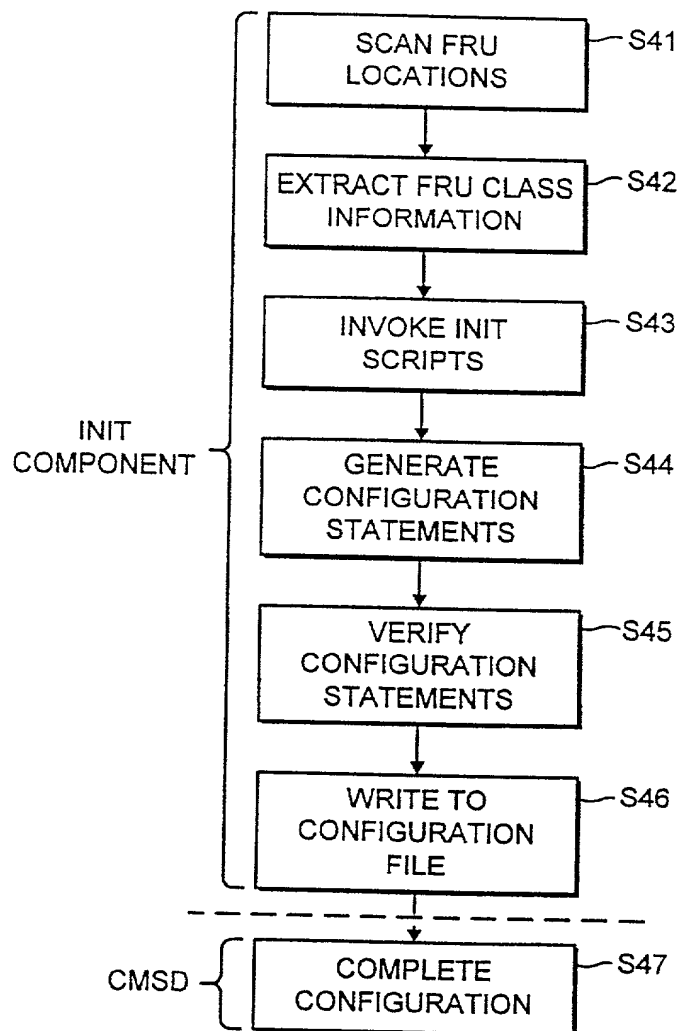 SCAN FRU
LOCATIONS
S41
EXTRACT FRU CLASS
INFORMATION
S42
INVOKE INIT
SCRIPTS
S43
INIT
COMPONENT
GENERATE
CONFIGURATION
STATEMENTS
S44
VERIFY
CONFIGURATION
STATEMENTS
S45
WRITE TO
CONFIGURATION
FILE
S46
CMSD
COMPLETE
CONFIGURATION
S47